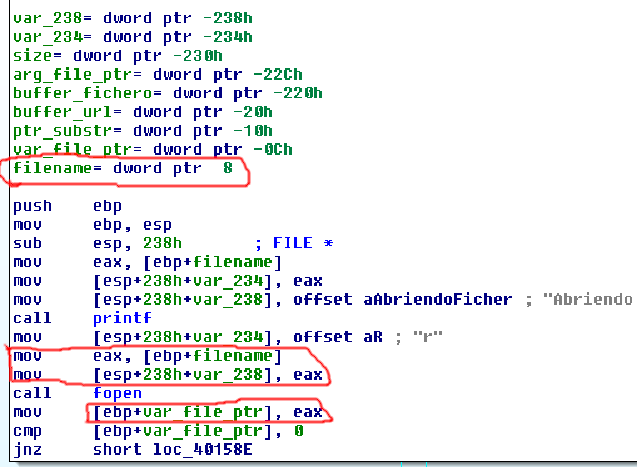 var_238= dword ptr -238h
var_234= dword ptr -234h
size= dword ptr -230h
arg_file_ptr= dword ptr -22Ch
buffer_fichero= dword ptr -220h
buffer_url= dword ptr -20h
ptr_substr= dword ptr -10h
var_file_ptr= dword ptr -0Ch
filename= dword ptr  8
push    ebp
mov     ebp, esp
sub     esp, 238h       ; FILE *
mov     eax, [ebp+filename]
mov     [esp+238h+var_234], eax
mov     [esp+238h+var_238], offset aAbriendoFicher ; "Abriendo
call    printf
mov     [esp+238h+var_234], offset aR ; "r"
mov     eax, [ebp+filename]
mov     [esp+238h+var_238], eax
call    fopen
mov     [ebp+var_file_ptr], eax
cmp     [ebp+var_file_ptr], 0
jnz     short loc_40158E